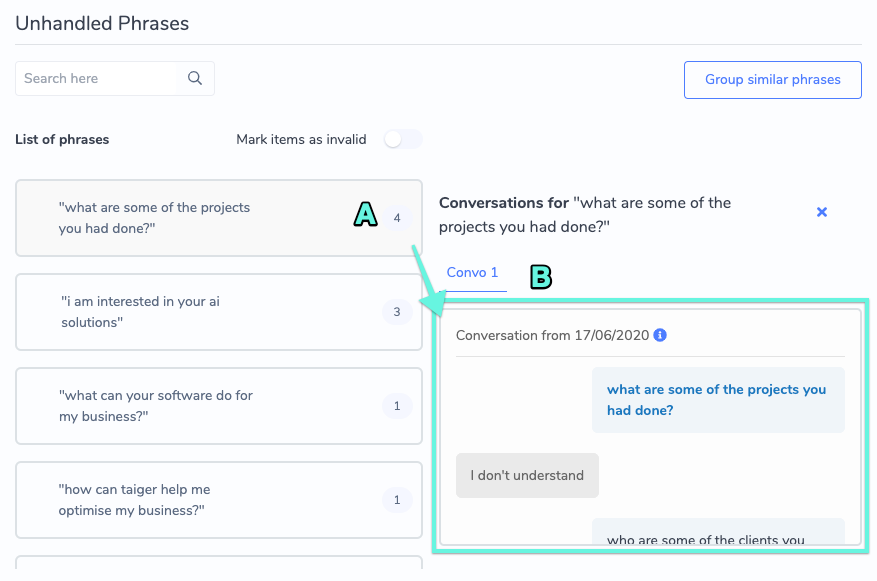 Unhandled Phrases
Search here
Group similar phrases
List of phrases
Mark items as invalid
"what are some of the projects
you had done?"
A
4
"i am interested in your ai
solutions"
3
"what can your software do for
my business?"
1
"how can taiger help me
optimise my business?"
1
Conversations for "what are some of the
projects you had done?"
Convo 1
B
Conversation from 17/06/2020
what are some of the projects you
had done?
I don't understand
who are some of the clients you